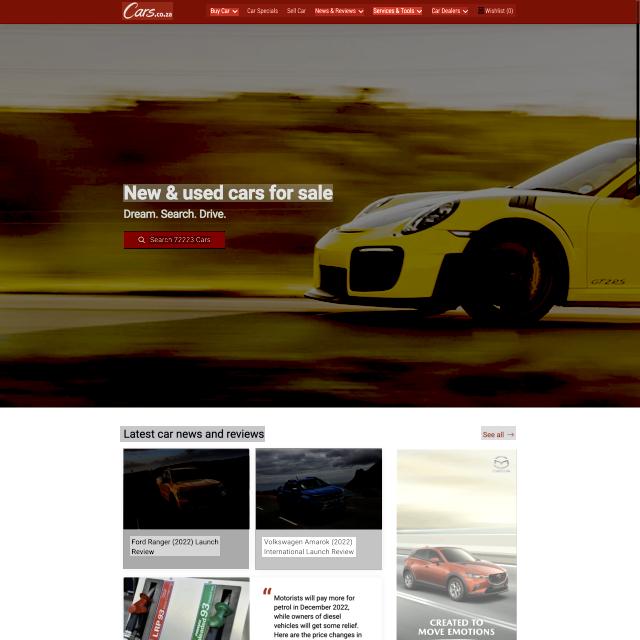 Cars.co.za
Buy Car
Car Specials
Sell Car
News & Reviews
Services & Tools
Car Dealers
Wishlist (0)
New & used cars for sale
Dream. Search. Drive.
Search 72223 Cars
GT2RS
Latest car news and reviews
See all →
Ford Ranger (2022) Launch
Review
Volkswagen Amarok (2022)
International Launch Review
LRP 93
93
“
Motorists will pay more for
petrol in December 2022,
while owners of diesel
vehicles will get some relief.
Here are the price changes in
CREATED TO
MOVE EMOTIONS